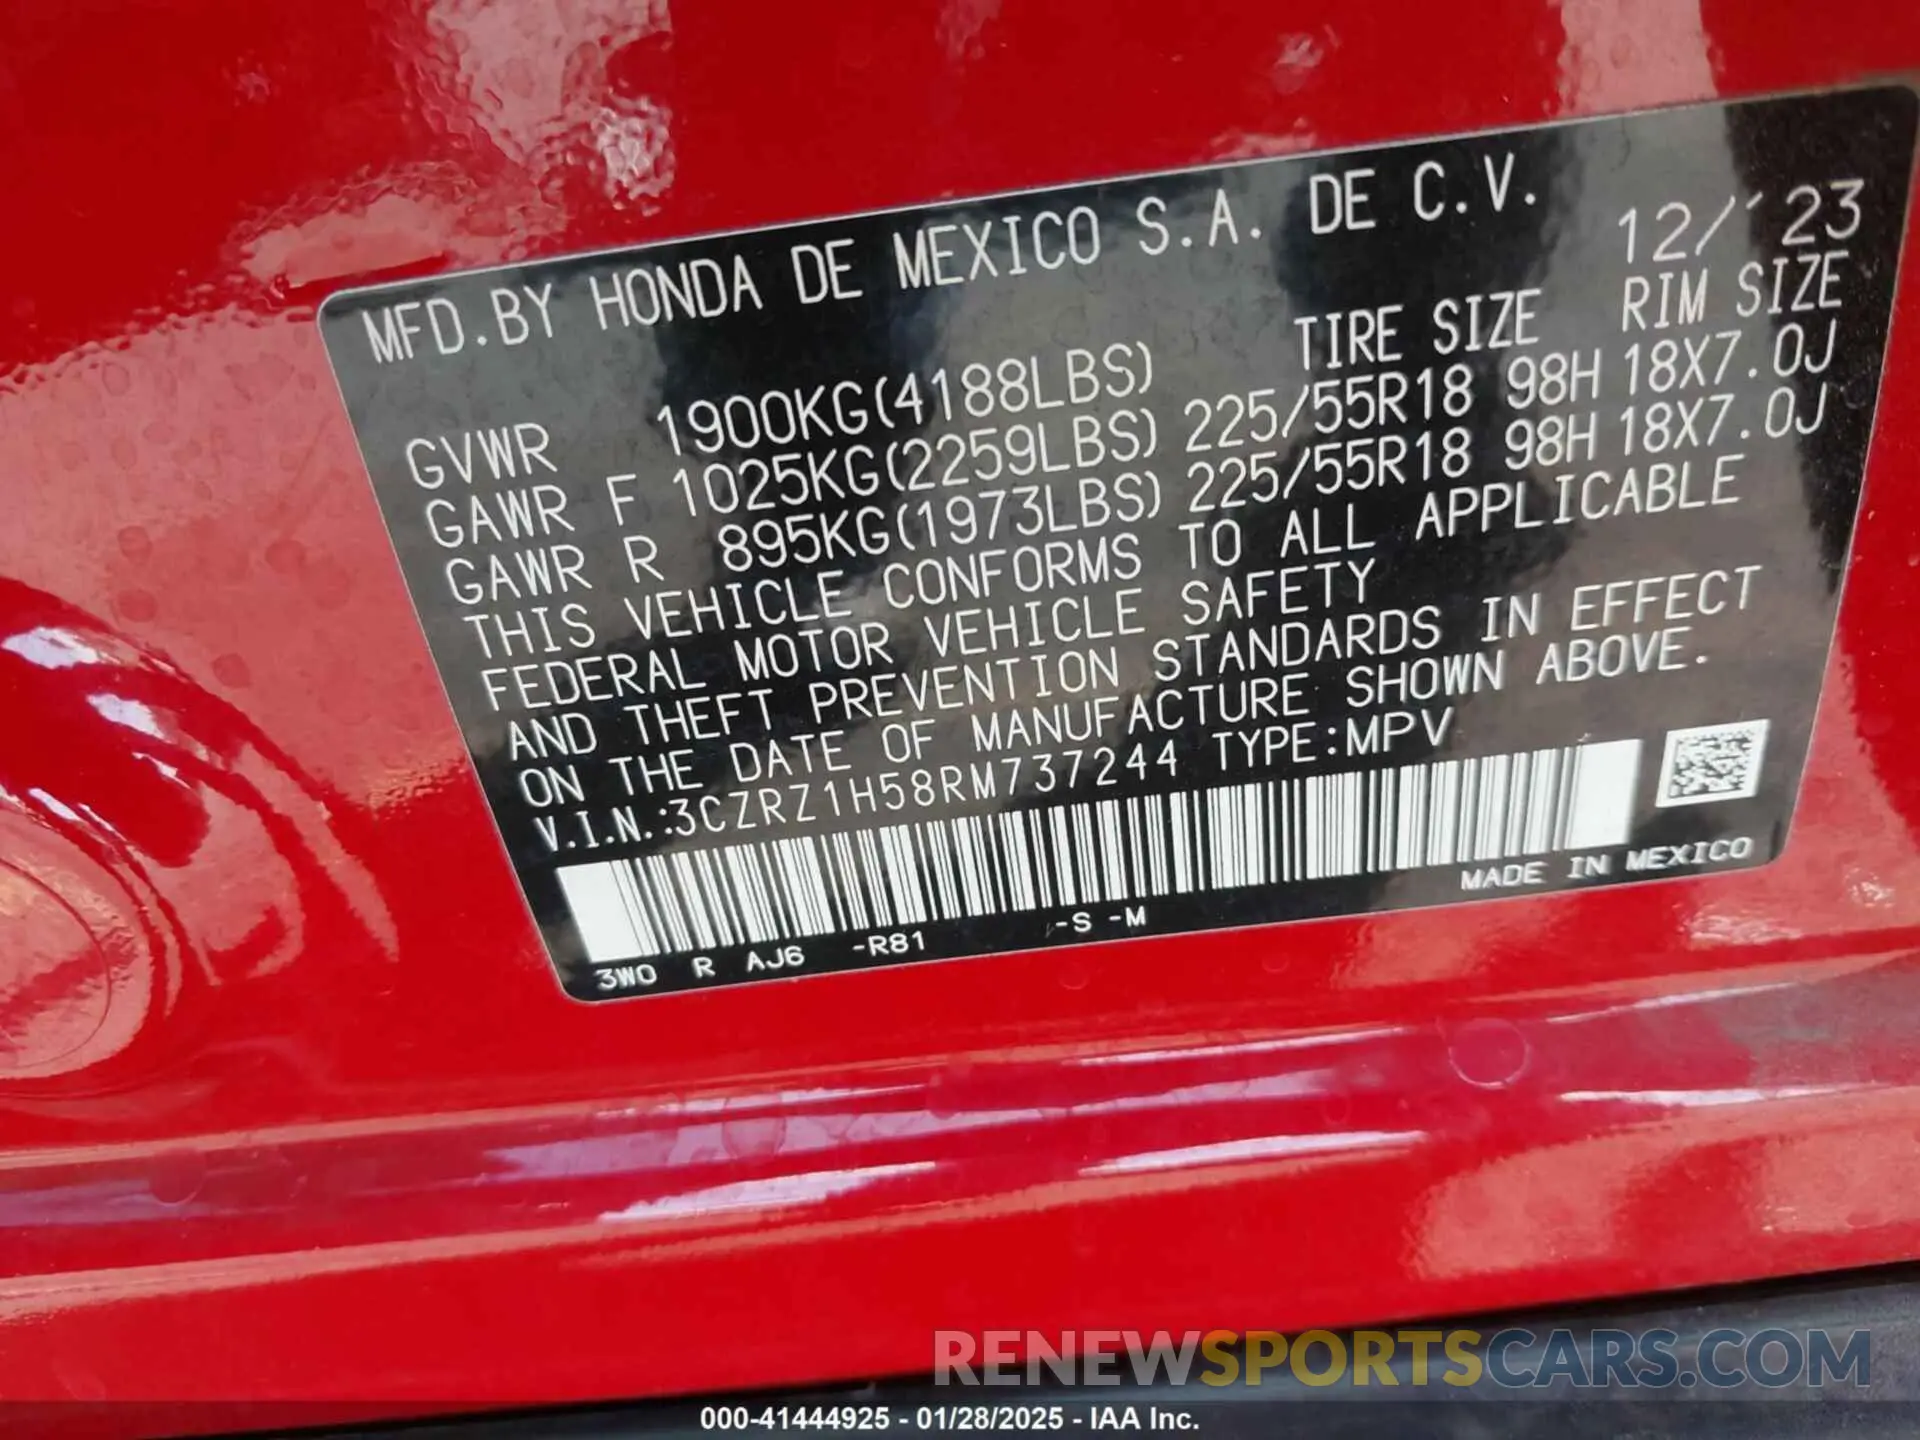 MFD.BY HONDA DE MEXICO S.A. DE C.V. 12/'23
TIRE SIZE RIM SIZE
GVWR 1900KG(4188LBS)
GAWR F 1025KG(2259LBS) 225/55R18 98H 18X7.0J
GAWR R 895KG(1973LBS) 225/55R18 98H 18X7.0J
THIS VEHICLE CONFORMS TO ALL APPLICABLE
FEDERAL MOTOR VEHICLE SAFETY
AND THEFT PREVENTION STANDARDS IN EFFECT
ON THE DATE OF MANUFACTURE SHOWN ABOVE.
V.I.N.:3CZRZ1H58RM737244 TYPE:MPV
MADE IN MEXICO
3W0 R AJ6 -R81 -S -M
RENEWSPORTSCARS.COM
000-41444925 - 01/28/2025 - IAA Inc.